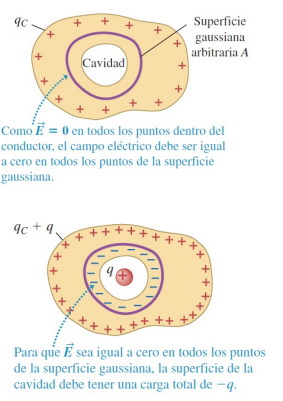 q_C
Superficie
gaussiana
arbitraria A
Cavidad
Como E⃗ = 0 en todos los puntos dentro del
conductor, el campo eléctrico debe ser igual
a cero en todos los puntos de la superficie
gaussiana.
q_C + q
q
Para que E⃗ sea igual a cero en todos los puntos
de la superficie gaussiana, la superficie de la
cavidad debe tener una carga total de −q.